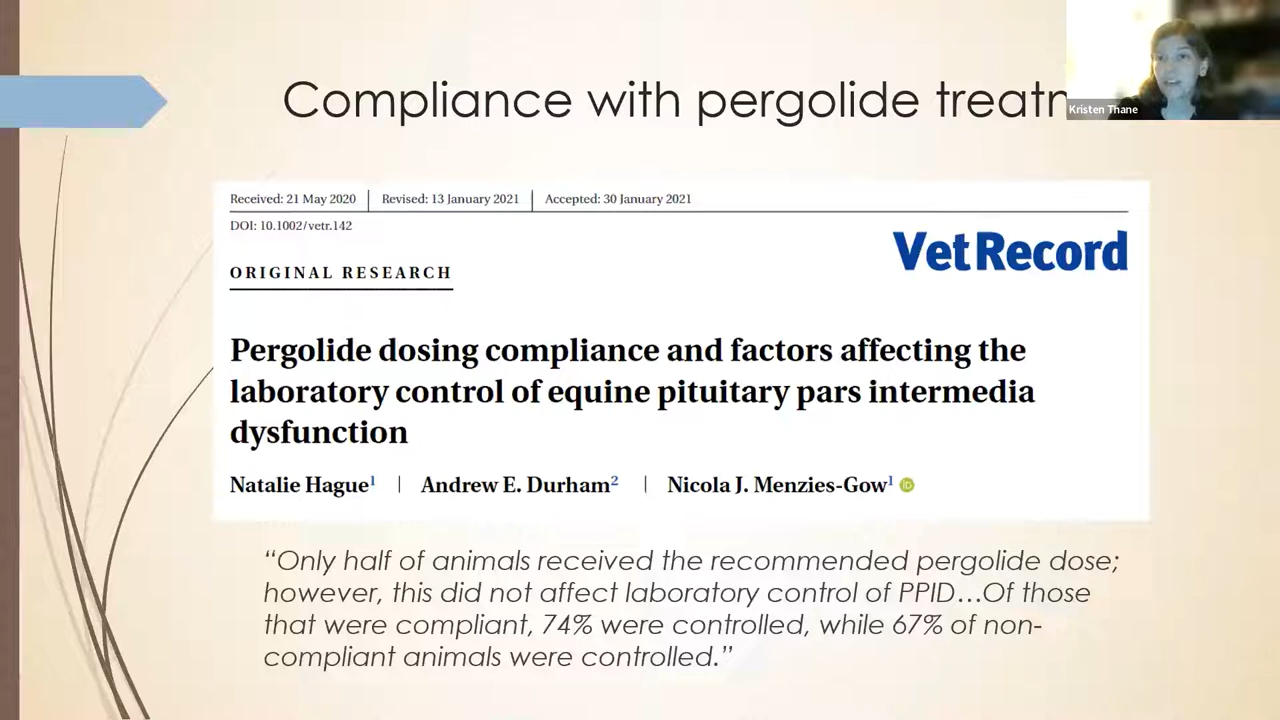 Compliance with pergolide treatm
Kristen Thane
Received: 21 May 2020 | Revised: 13 January 2021 | Accepted: 30 January 2021
DOI: 10.1002/vetr.142
VetRecord
ORIGINAL RESEARCH
Pergolide dosing compliance and factors affecting the
laboratory control of equine pituitary pars intermedia
dysfunction
Natalie Hague¹ | Andrew E. Durham² | Nicola J. Menzies-Gow¹ iD
“Only half of animals received the recommended pergolide dose;
however, this did not affect laboratory control of PPID…Of those
that were compliant, 74% were controlled, while 67% of non-
compliant animals were controlled.”